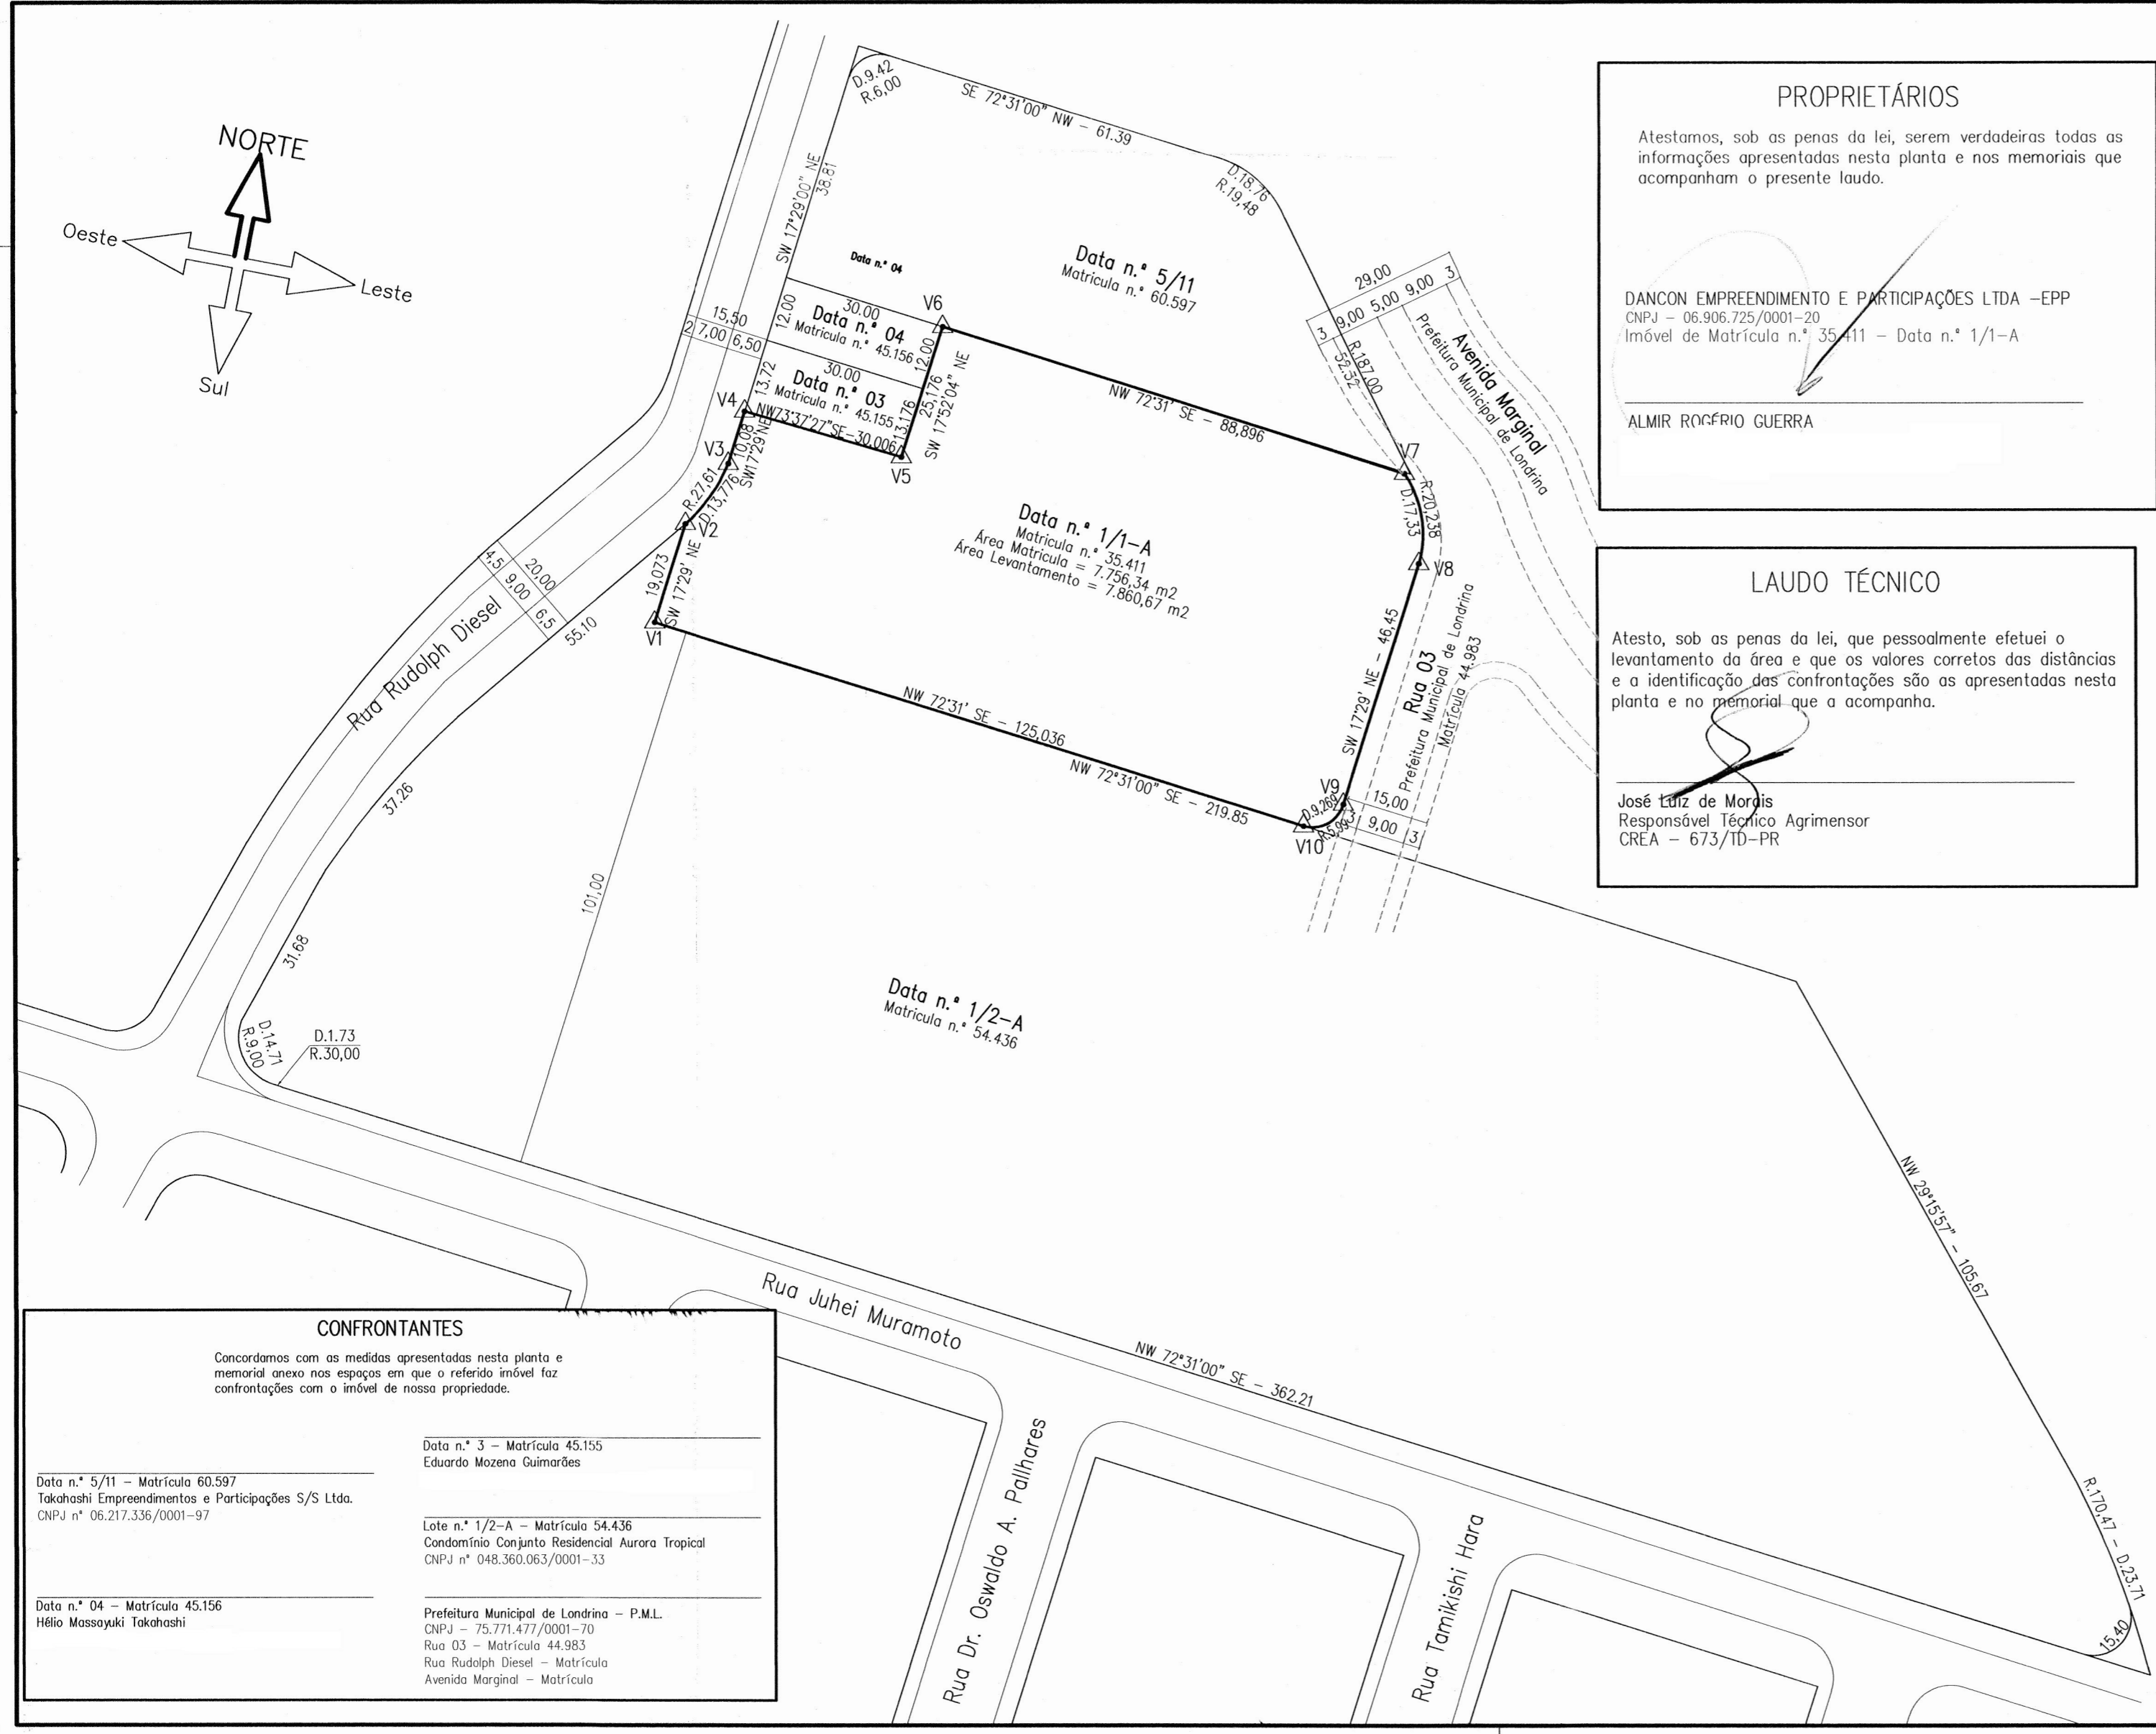 NORTE
Oeste
Leste
Sul
D.9.42
R.6,00
SE 72°31'00" NW – 61.39
D.18.76
R.19,48
SW 17°29'00" NE
38.81
Data n.° 04
Data n.° 5/11
Matricula n.° 60.597
12.00
30.00
Data n.° 04
Matricula n.° 45.156
V6
12.00
15,50
2 7,00 6,50
13.72
30.00
Data n.° 03
Matricula n.° 45.155
13,176
25,176
SW 17°52'04" NE
V4
NW73°37'27"SE-30,006
V5
V3
10,08
SW17°29'NE
R.27,61
D.13,776
V2
19,073
SW 17°29' NE
V1
NW 72°31' SE – 88,896
V7
29,00
3 9,00 5,00 9,00 3
R.187,00
52.32
Avenida Marginal
Prefeitura Municipal de Londrina
R.20,238
D.17,33
V8
Data n.° 1/1-A
Matricula n.° 35.411
Área Matricula = 7.756,34 m2
Área Levantamento = 7.860,67 m2
SW 17°29' NE – 46,45
Rua 03
Prefeitura Municipal de Londrina
Matrícula 44.983
NW 72°31' SE – 125,036
NW 72°31'00" SE – 219.85
V9
D.9,269
R.5,99
V10
15,00
3 9,00 3
4,5 9,00 6,5
20,00
55.10
Rua Rudolph Diesel
37.26
31.68
101,00
D.14.71
R.9,00
D.1.73
R.30,00
Data n.° 1/2-A
Matricula n.° 54.436
NW 29°15'57" – 105.67
R.170,47 – D.23.71
15,40
Rua Juhei Muramoto
NW 72°31'00" SE – 362.21
Rua Dr. Oswaldo A. Pallhares
Rua Tamikishi Hara
PROPRIETÁRIOS
Atestamos, sob as penas da lei, serem verdadeiras todas as
informações apresentadas nesta planta e nos memoriais que
acompanham o presente laudo.
DANCON EMPREENDIMENTO E PARTICIPAÇÕES LTDA –EPP
CNPJ – 06.906.725/0001-20
Imóvel de Matrícula n.° 35.411 – Data n.° 1/1-A
ALMIR ROGÉRIO GUERRA
LAUDO TÉCNICO
Atesto, sob as penas da lei, que pessoalmente efetuei o
levantamento da área e que os valores corretos das distâncias
e a identificação das confrontações são as apresentadas nesta
planta e no memorial que a acompanha.
José Luiz de Morais
Responsável Técnico Agrimensor
CREA – 673/TD-PR
CONFRONTANTES
Concordamos com as medidas apresentadas nesta planta e
memorial anexo nos espaços em que o referido imóvel faz
confrontações com o imóvel de nossa propriedade.
Data n.° 5/11 – Matrícula 60.597
Takahashi Empreendimentos e Participações S/S Ltda.
CNPJ n° 06.217.336/0001-97
Data n.° 04 – Matrícula 45.156
Hélio Massayuki Takahashi
Data n.° 3 – Matrícula 45.155
Eduardo Mozena Guimarães
Lote n.° 1/2-A – Matrícula 54.436
Condomínio Conjunto Residencial Aurora Tropical
CNPJ n° 048.360.063/0001-33
Prefeitura Municipal de Londrina – P.M.L.
CNPJ – 75.771.477/0001-70
Rua 03 – Matrícula 44.983
Rua Rudolph Diesel – Matrícula
Avenida Marginal – Matrícula